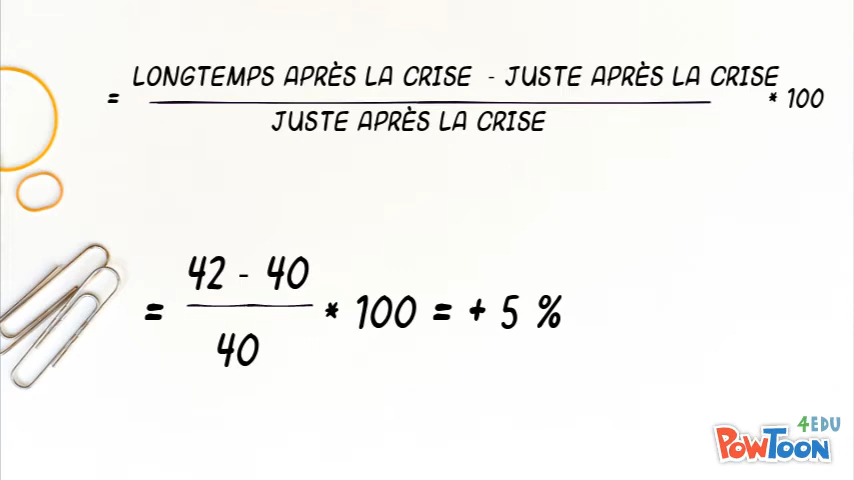 LONGTEMPS APRÈS LA CRISE - JUSTE APRÈS LA CRISE
= * 100
JUSTE APRÈS LA CRISE
42 - 40
= * 100 = + 5 %
40
4EDU
POWTOON